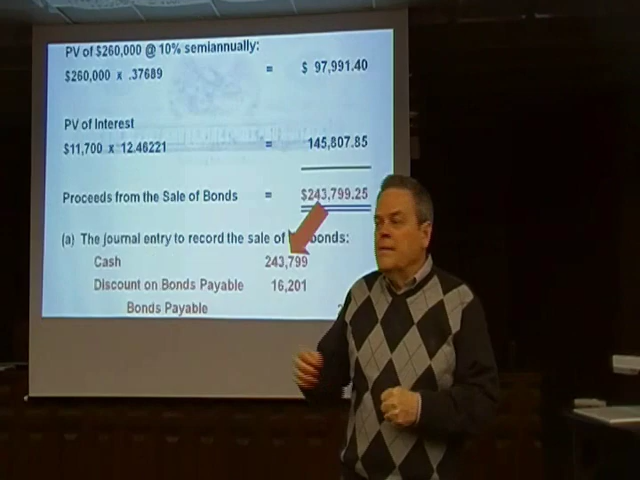 PV of $260,000 @ 10% semiannually:
$260,000 x .37689 = $ 97,991.40
PV of Interest
$11,700 x 12.46221 = 145,807.85
Proceeds from the Sale of Bonds = $243,799.25
(a) The journal entry to record the sale of bonds:
Cash 243,799
Discount on Bonds Payable 16,201
Bonds Payable